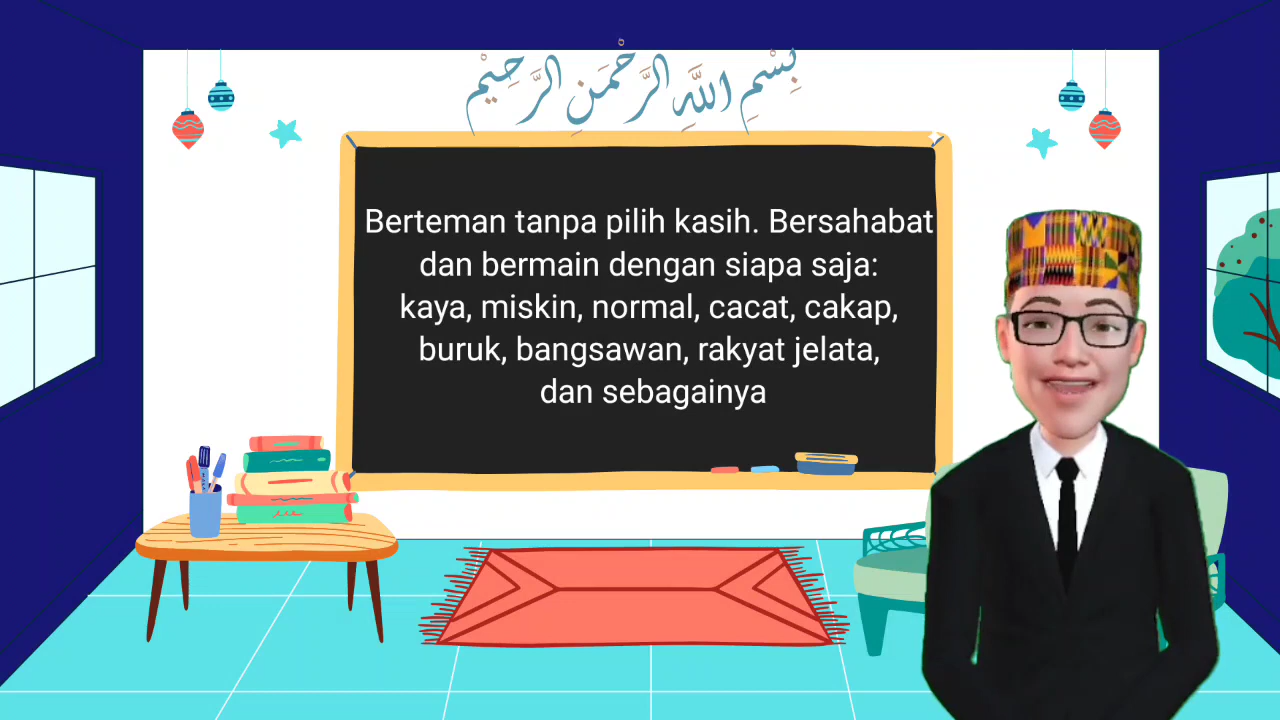 بِسْمِ اللَّهِ الرَّحْمَنِ الرَّحِيْمِ
Berteman tanpa pilih kasih. Bersahabat
dan bermain dengan siapa saja:
kaya, miskin, normal, cacat, cakap,
buruk, bangsawan, rakyat jelata,
dan sebagainya